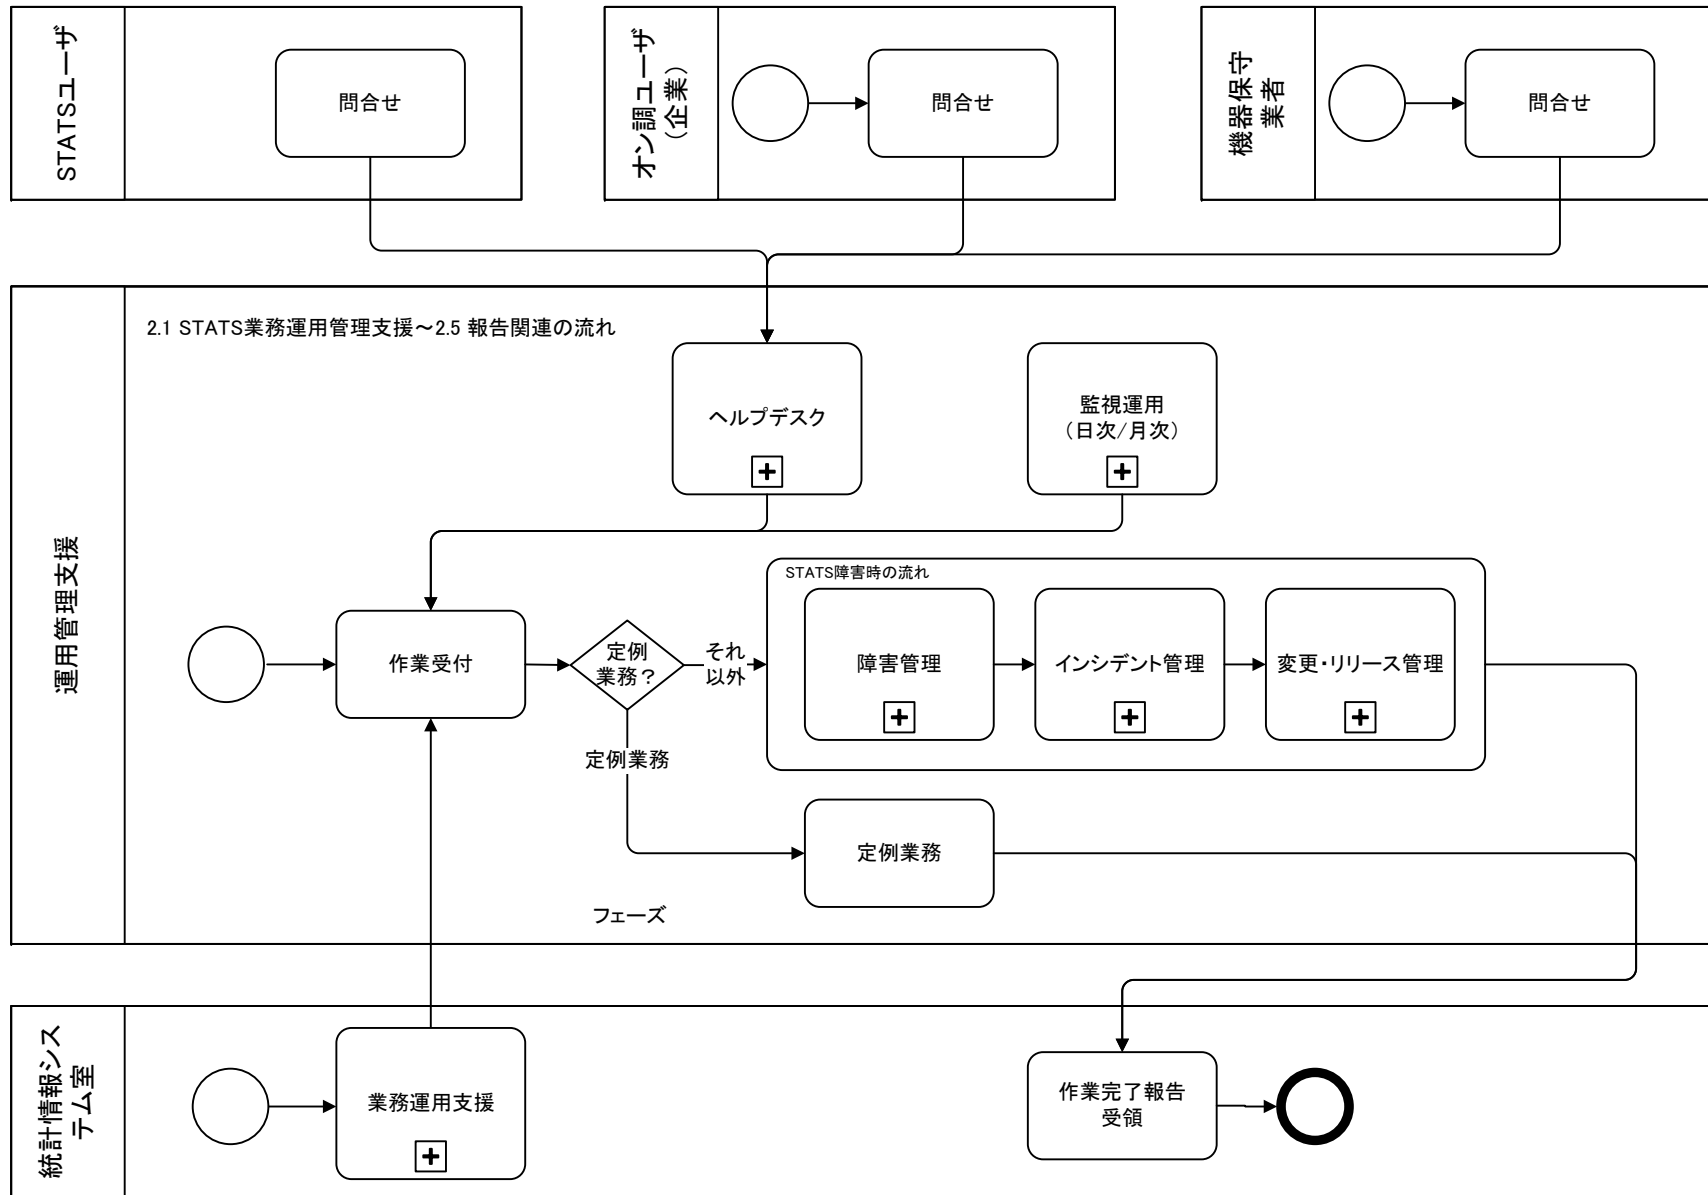 STATSユーザ
問合せ
オン調ユーザ
（企業）
問合せ
機器保守
業者
問合せ
運用管理支援
2.1 STATS業務運用管理支援～2.5 報告関連の流れ
ヘルプデスク
監視運用
（日次/月次）
作業受付
定例
業務？
それ
以外
STATS障害時の流れ
障害管理
インシデント管理
変更・リリース管理
定例業務
定例業務
フェーズ
統計情報シス
テム室
業務運用支援
作業完了報告
受領